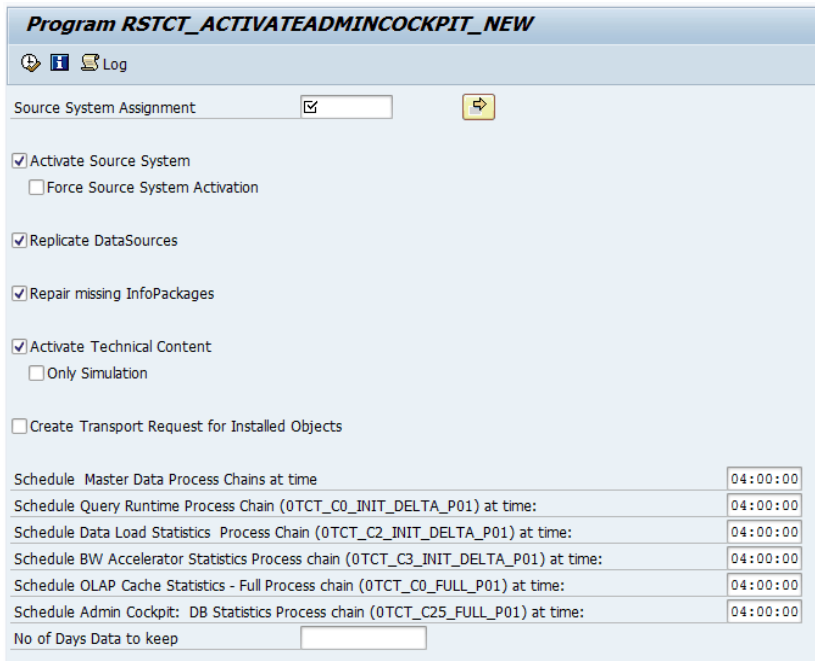 Program RSTCT_ACTIVATEADMINCOCKPIT_NEW
Log
Source System Assignment
Activate Source System
Force Source System Activation
Replicate DataSources
Repair missing InfoPackages
Activate Technical Content
Only Simulation
Create Transport Request for Installed Objects
Schedule Master Data Process Chains at time 04:00:00
Schedule Query Runtime Process Chain (0TCT_C0_INIT_DELTA_P01) at time: 04:00:00
Schedule Data Load Statistics Process Chain (0TCT_C2_INIT_DELTA_P01) at time: 04:00:00
Schedule BW Accelerator Statistics Process chain (0TCT_C3_INIT_DELTA_P01) at time: 04:00:00
Schedule OLAP Cache Statistics - Full Process chain (0TCT_C0_FULL_P01) at time: 04:00:00
Schedule Admin Cockpit: DB Statistics Process chain (0TCT_C25_FULL_P01) at time: 04:00:00
No of Days Data to keep